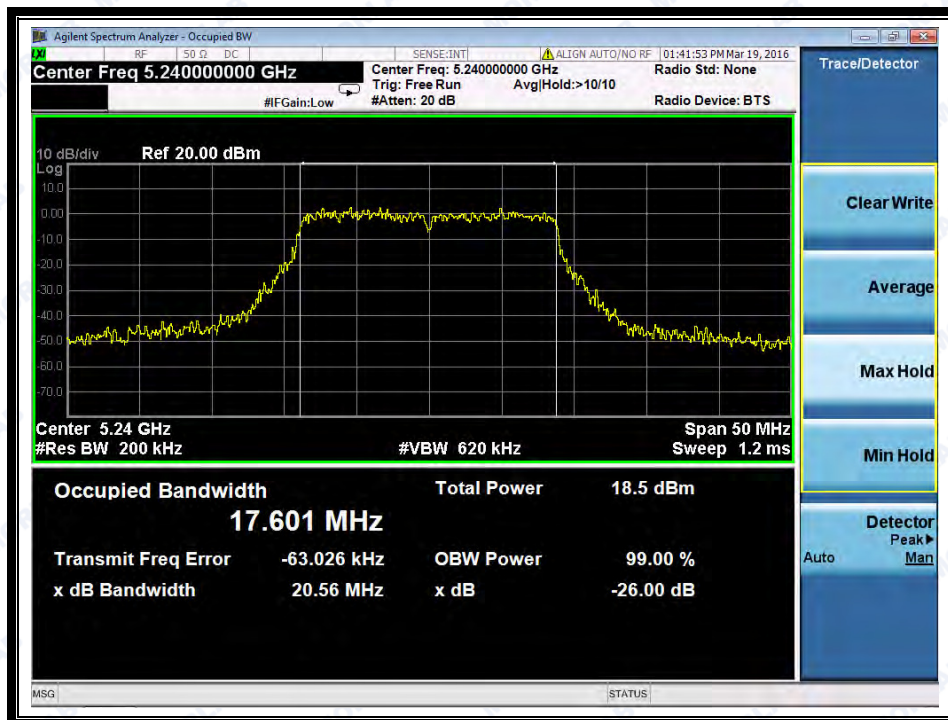 Agilent Spectrum Analyzer - Occupied BW
LXI RF 50 Ω DC SENSE:INT ALIGN AUTO/NO RF 01:41:53 PM Mar 19, 2016
Center Freq 5.240000000 GHz
Center Freq: 5.240000000 GHz
Radio Std: None
Trig: Free Run
Avg|Hold:>10/10
#IFGain:Low
#Atten: 20 dB
Radio Device: BTS
10 dB/div
Ref 20.00 dBm
Log
10.0
0.00
-10.0
-20.0
-30.0
-40.0
-50.0
-60.0
-70.0
Center 5.24 GHz
Span 50 MHz
#Res BW 200 kHz
#VBW 620 kHz
Sweep 1.2 ms
Occupied Bandwidth
17.601 MHz
Total Power 18.5 dBm
Transmit Freq Error -63.026 kHz
OBW Power 99.00 %
x dB Bandwidth 20.56 MHz
x dB -26.00 dB
Trace/Detector
Clear Write
Average
Max Hold
Min Hold
Detector
Peak▶
Auto Man
MSG
STATUS